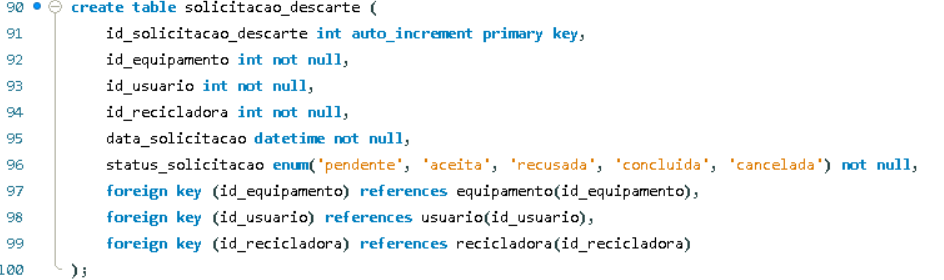 90 create table solicitacao_descarte (
91 id_solicitacao_descarte int auto_increment primary key,
92 id_equipamento int not null,
93 id_usuario int not null,
94 id_recicladora int not null,
95 data_solicitacao datetime not null,
96 status_solicitacao enum('pendente', 'aceita', 'recusada', 'concluida', 'cancelada') not null,
97 foreign key (id_equipamento) references equipamento(id_equipamento),
98 foreign key (id_usuario) references usuario(id_usuario),
99 foreign key (id_recicladora) references recicladora(id_recicladora)
100 );